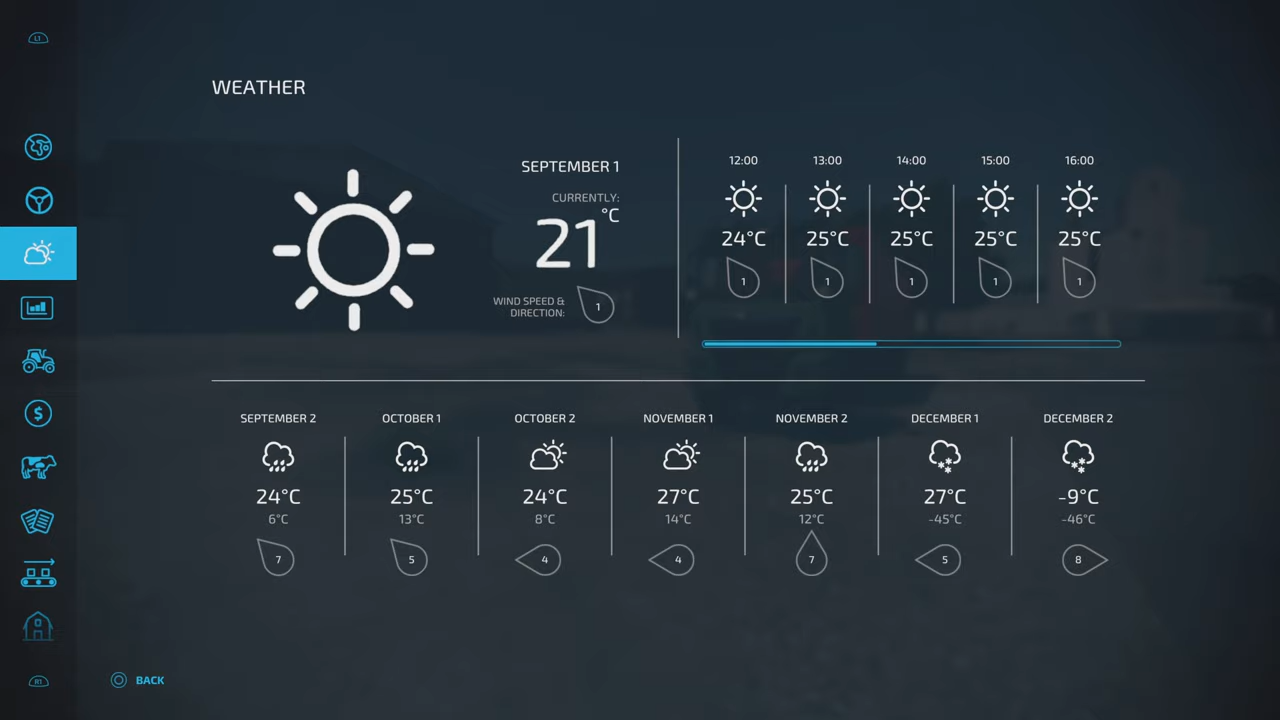 L1
WEATHER
SEPTEMBER 1
CURRENTLY:
21 °C
WIND SPEED &
DIRECTION:
1
12:00 13:00 14:00 15:00 16:00
24°C 25°C 25°C 25°C 25°C
1 1 1 1 1
$
SEPTEMBER 2 OCTOBER 1 OCTOBER 2 NOVEMBER 1 NOVEMBER 2 DECEMBER 1 DECEMBER 2
24°C 25°C 24°C 27°C 25°C 27°C -9°C
6°C 13°C 8°C 14°C 12°C -45°C -46°C
7 5 4 4 7 5 8
R1
BACK